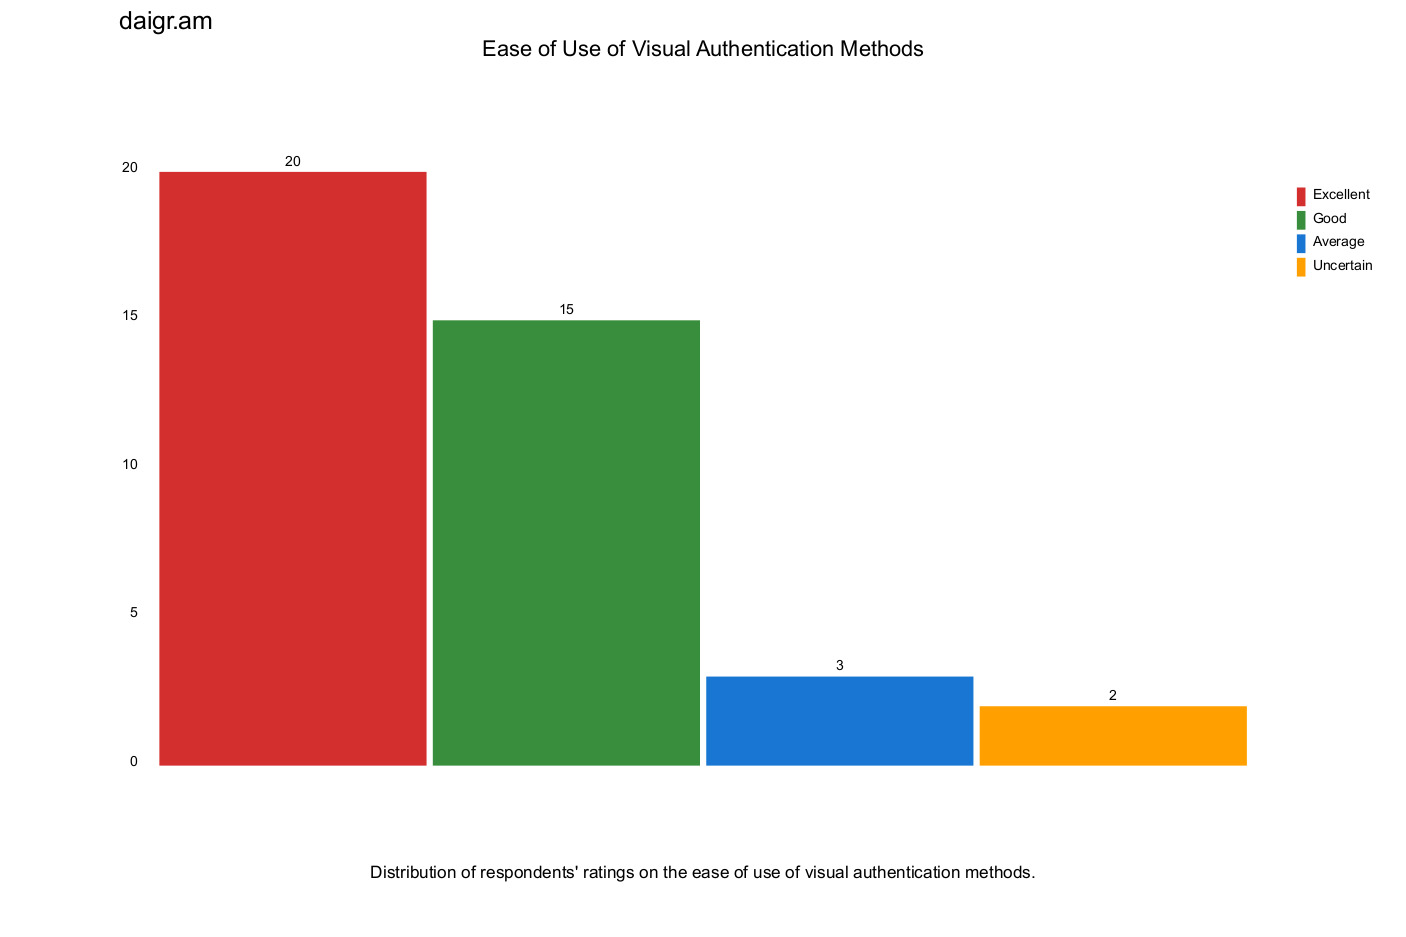 daigr.am
Ease of Use of Visual Authentication Methods
20
15
10
5
0
20
15
3
2
Excellent
Good
Average
Uncertain
Distribution of respondents' ratings on the ease of use of visual authentication methods.